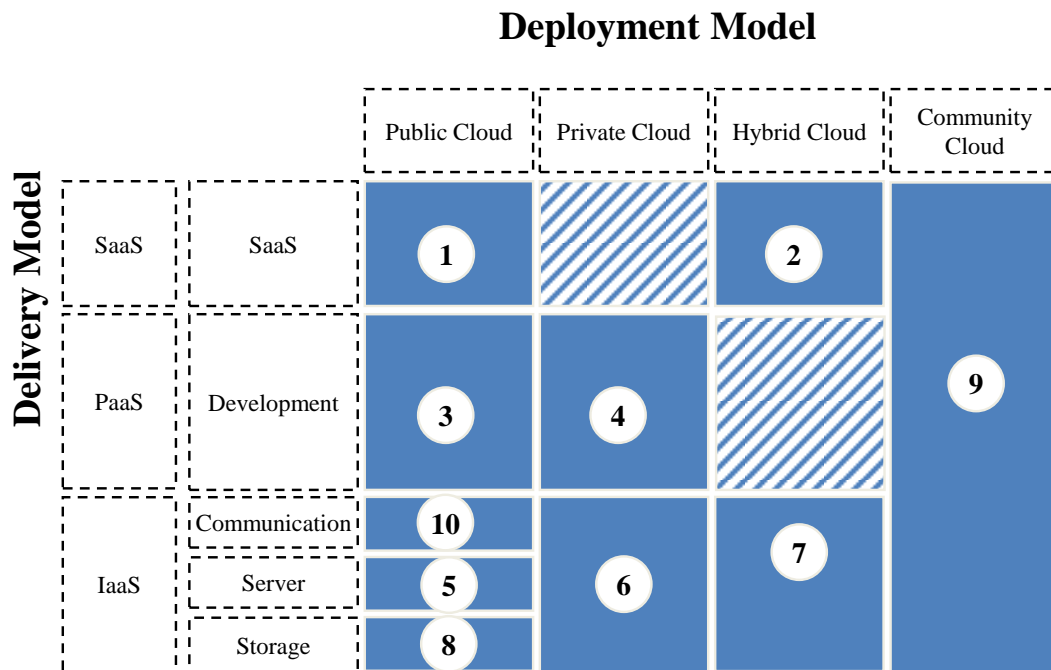 Deployment Model
Delivery Model
Public Cloud
Private Cloud
Hybrid Cloud
Community
Cloud
SaaS
SaaS
1
2
PaaS
Development
3
4
9
IaaS
Communication
10
Server
5
6
7
Storage
8